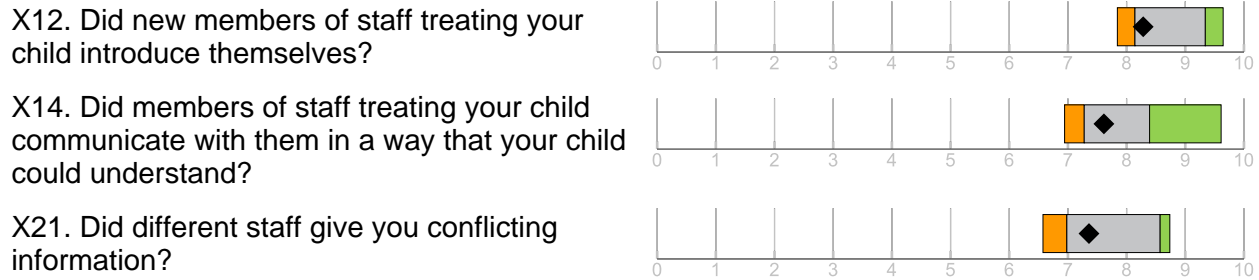 X12. Did new members of staff treating your
child introduce themselves?
0 1 2 3 4 5 6 7 8 9 10
X14. Did members of staff treating your child
communicate with them in a way that your child
could understand?
0 1 2 3 4 5 6 7 8 9 10
X21. Did different staff give you conflicting
information?
0 1 2 3 4 5 6 7 8 9 10